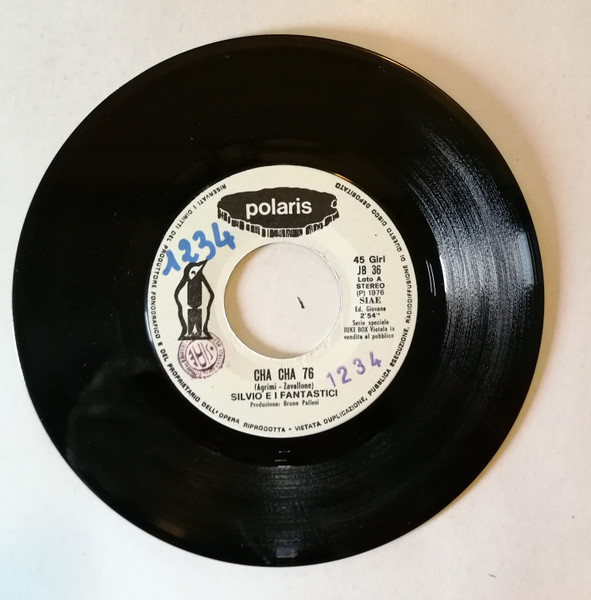 polaris
1234
45 Giri
JB 36
Lato A
STEREO
(P) 1976
SIAE
Ed. Giovane
2'54"
Serie speciale
JUKE BOX Vietata la
vendita al pubblico
CHA CHA 76
(Agrimi - Zavallone)
SILVIO E I FANTASTICI
Produzione: Bruno Pallesi
1234
RISERVATI I DIRITTI DEL PRODUTTORE FONOGRAFICO E DEL PROPRIETARIO DELL'OPERA RIPRODOTTA - VIETATA DUPLICAZIONE, PUBBLICA ESECUZIONE, RADIODIFFUSIONE DI QUESTO DISCO DEPOSITATO